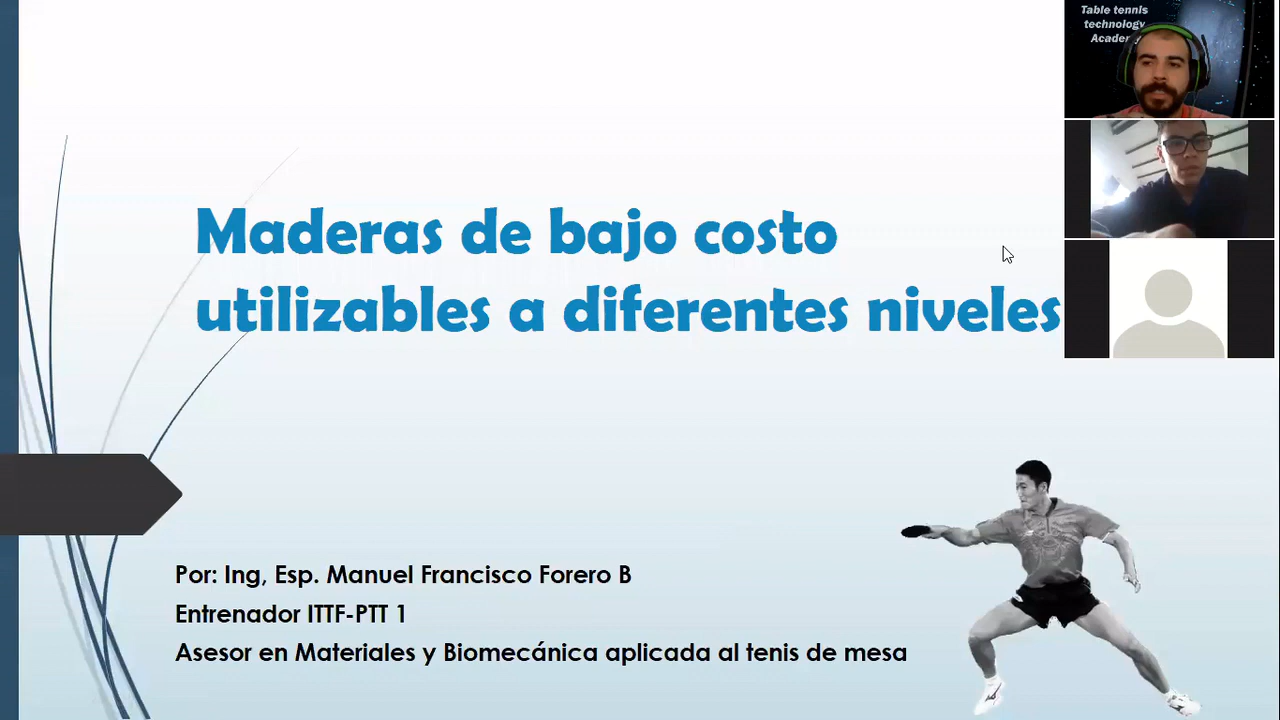 Table tennis
technology
Maderas de bajo costo
utilizables a diferentes niveles
Por: Ing, Esp. Manuel Francisco Forero B
Entrenador ITTF-PTT 1
Asesor en Materiales y Biomecánica aplicada al tenis de mesa